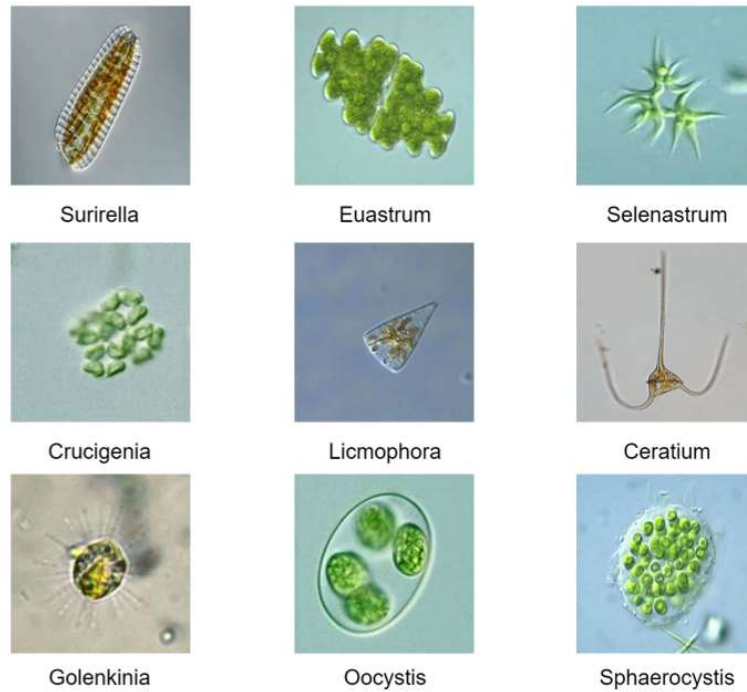 Surirella
Euastrum
Selenastrum
Crucigenia
Licmophora
Ceratium
Golenkinia
Oocystis
Sphaerocystis